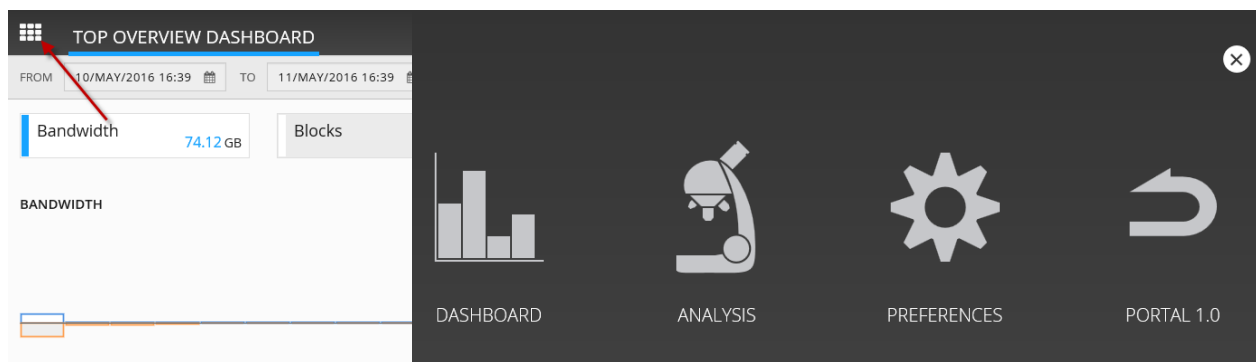 TOP OVERVIEW DASHBOARD
FROM 10/MAY/2016 16:39 TO 11/MAY/2016 16:39
Bandwidth
74.12 GB
Blocks
BANDWIDTH
DASHBOARD
ANALYSIS
PREFERENCES
PORTAL 1.0